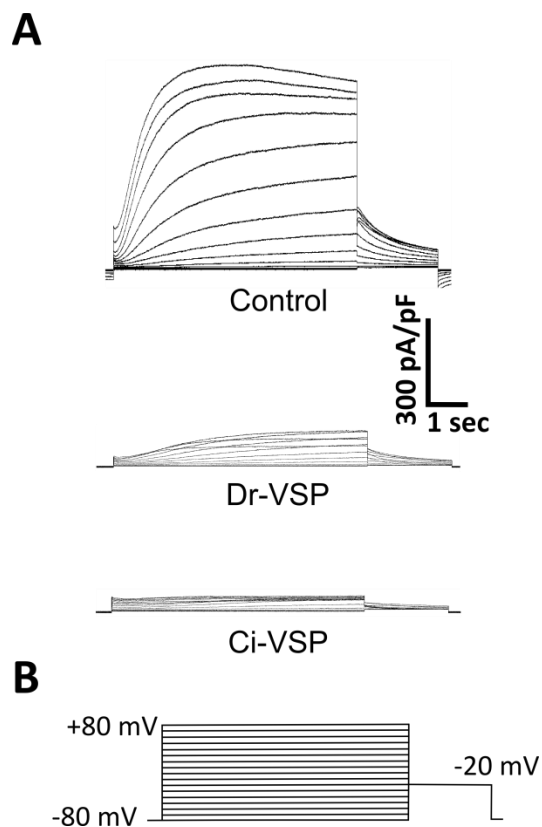 A
Control
300 pA/pF
1 sec
Dr-VSP
Ci-VSP
B
+80 mV
-20 mV
-80 mV